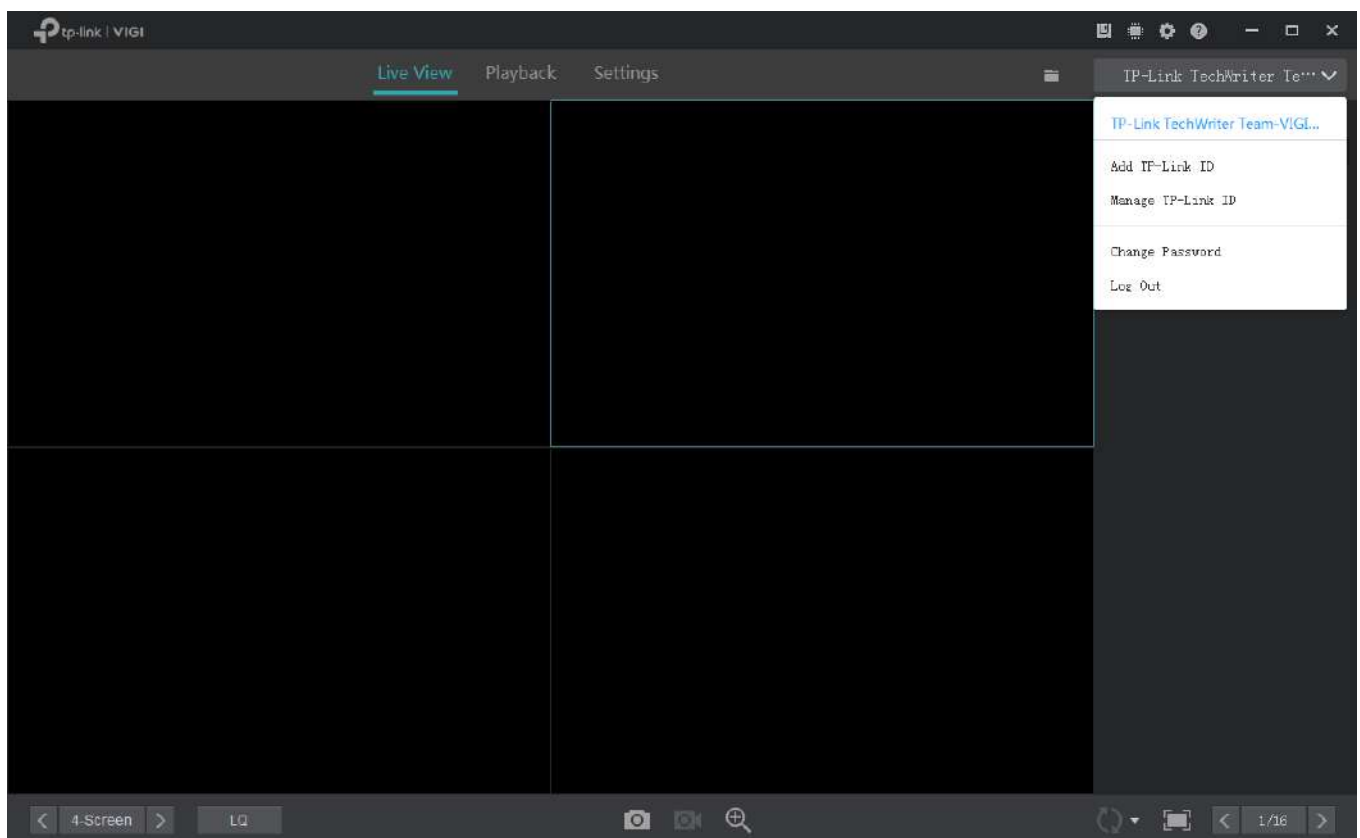 tp-link | VIGI
Live View Playback Settings
TP-Link TechWriter Te...
TP-Link TechWriter Team-VIGI...
Add TP-Link ID
Manage TP-Link ID
Change Password
Log Out
4-Screen
LQ
1/16